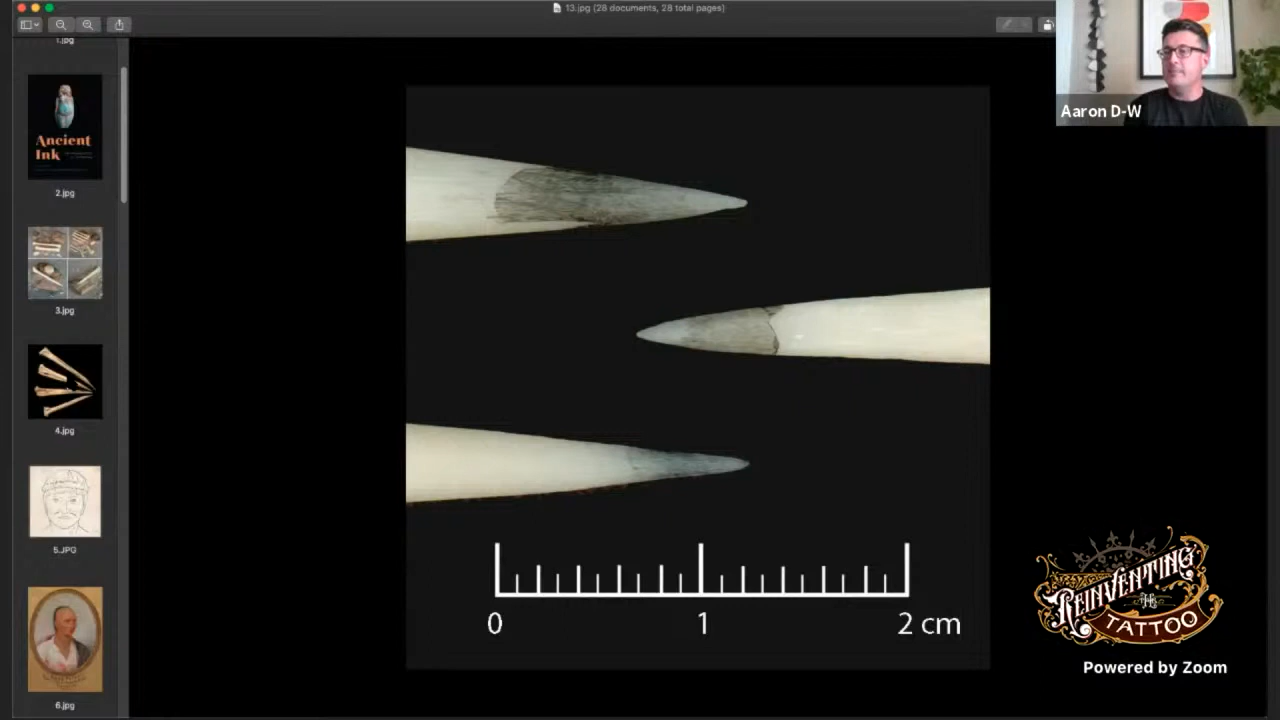 13.jpg (28 documents, 28 total pages)
1.jpg
Ancient
Ink
2.jpg
3.jpg
4.jpg
5.JPG
6.jpg
Aaron D-W
0
1
2 cm
REINVENTING
THE
TATTOO
Powered by Zoom